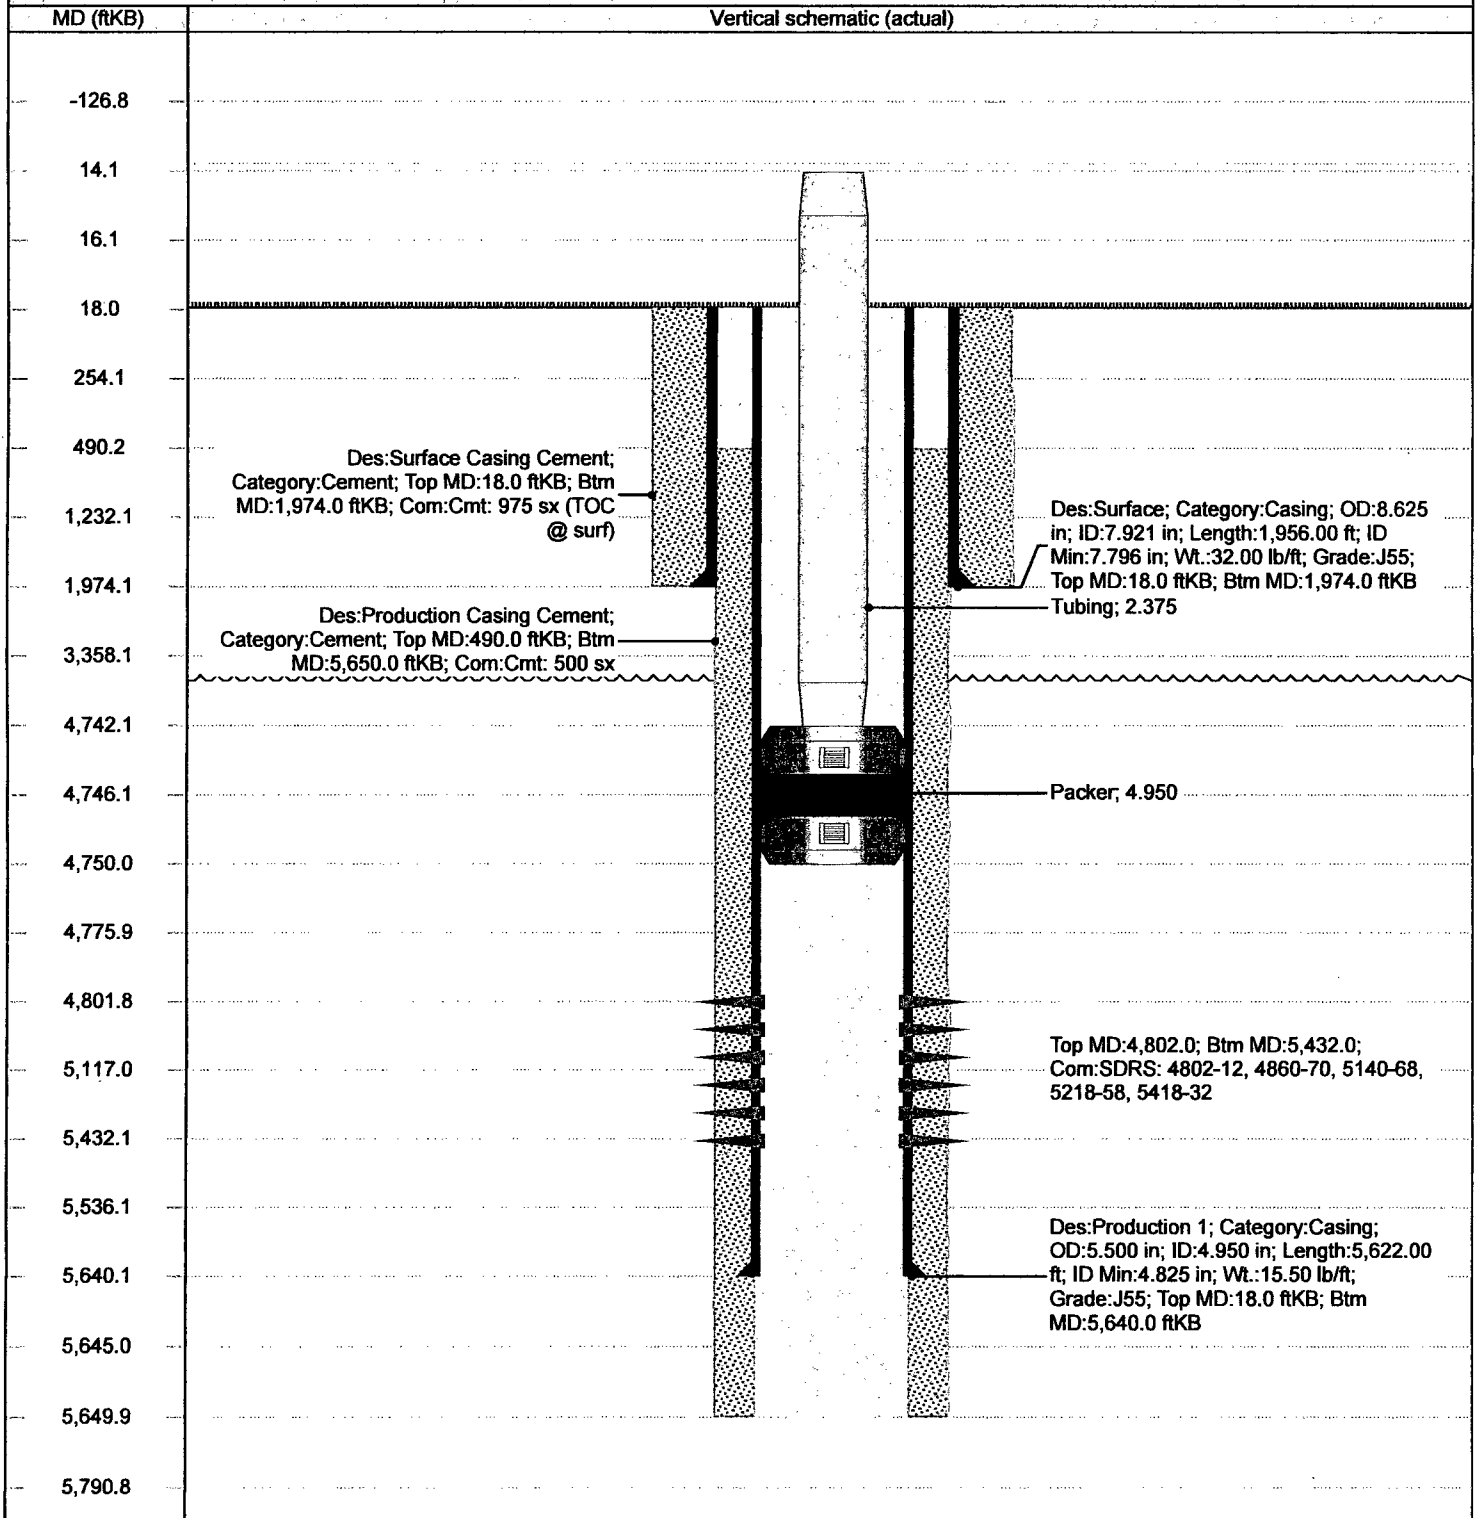 MD (ftKB)
Vertical schematic (actual)
-126.8
14.1
16.1
18.0
254.1
490.2
1,232.1
1,974.1
3,358.1
4,742.1
4,746.1
4,750.0
4,775.9
4,801.8
5,117.0
5,432.1
5,536.1
5,640.1
5,645.0
5,649.9
5,790.8
Des:Surface Casing Cement;
Category:Cement; Top MD:18.0 ftKB; Btm
MD:1,974.0 ftKB; Com:Cmt: 975 sx (TOC
@ surf)
Des:Surface; Category:Casing; OD:8.625
in; ID:7.921 in; Length:1,956.00 ft; ID
Min:7.796 in; Wt.:32.00 lb/ft; Grade:J55;
Top MD:18.0 ftKB; Btm MD:1,974.0 ftKB
Tubing; 2.375
Des:Production Casing Cement;
Category:Cement; Top MD:490.0 ftKB; Btm
MD:5,650.0 ftKB; Com:Cmt: 500 sx
Packer; 4.950
Top MD:4,802.0; Btm MD:5,432.0;
Com:SDRS: 4802-12, 4860-70, 5140-68,
5218-58, 5418-32
Des:Production 1; Category:Casing;
OD:5.500 in; ID:4.950 in; Length:5,622.00
ft; ID Min:4.825 in; Wt.:15.50 lb/ft;
Grade:J55; Top MD:18.0 ftKB; Btm
MD:5,640.0 ftKB